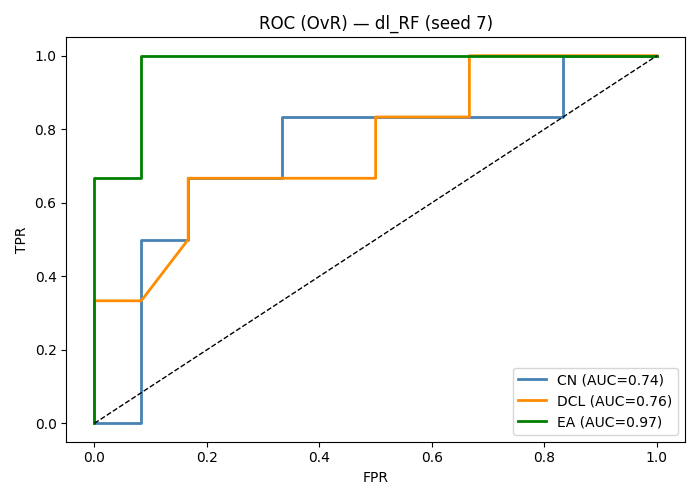 ROC (OvR) — dl_RF (seed 7)
1.0
0.8
0.6
0.4
0.2
0.0
TPR
0.0 0.2 0.4 0.6 0.8 1.0
FPR
CN (AUC=0.74)
DCL (AUC=0.76)
EA (AUC=0.97)